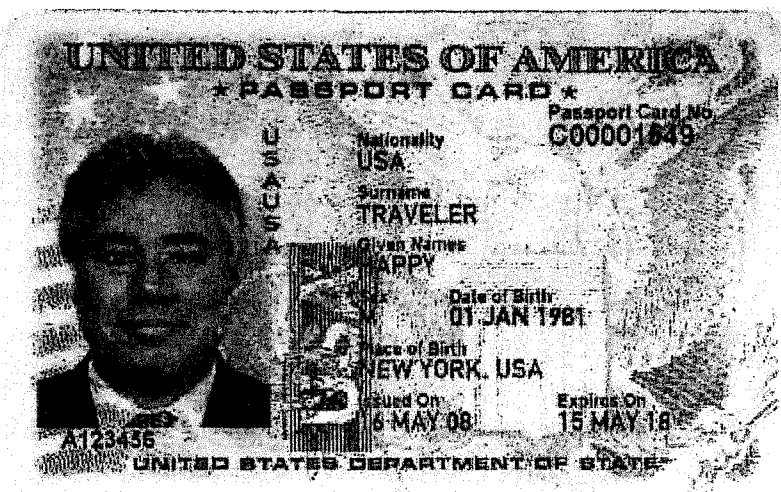 UNITED STATES OF AMERICA
★ PASSPORT CARD ★
Passport Card No.
C00001549
USAUSA
Nationality
USA
Surname
TRAVELER
Given Names
HAPPY
Sex
M
Date of Birth
01 JAN 1981
Place of Birth
NEW YORK, USA
Issued On
16 MAY 08
Expires On
15 MAY 18
USA
A123456
UNITED STATES DEPARTMENT OF STATE